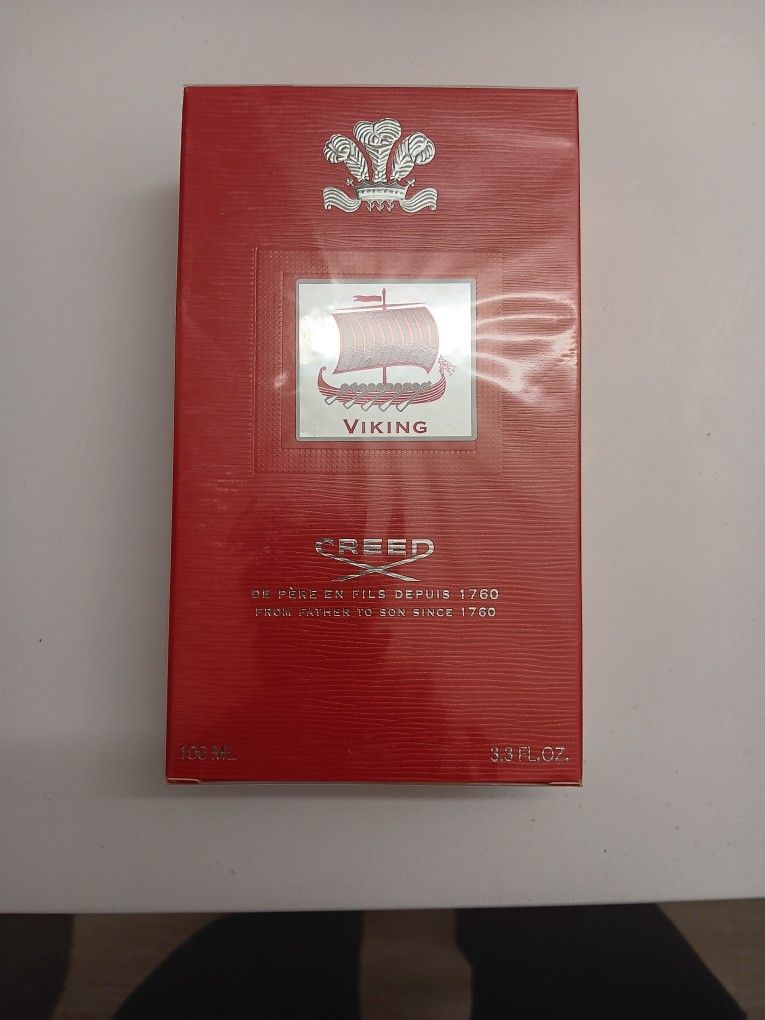 VIKING
CREED
DE PÈRE EN FILS DEPUIS 1760
FROM FATHER TO SON SINCE 1760
100 ML
3.3 FL.OZ.